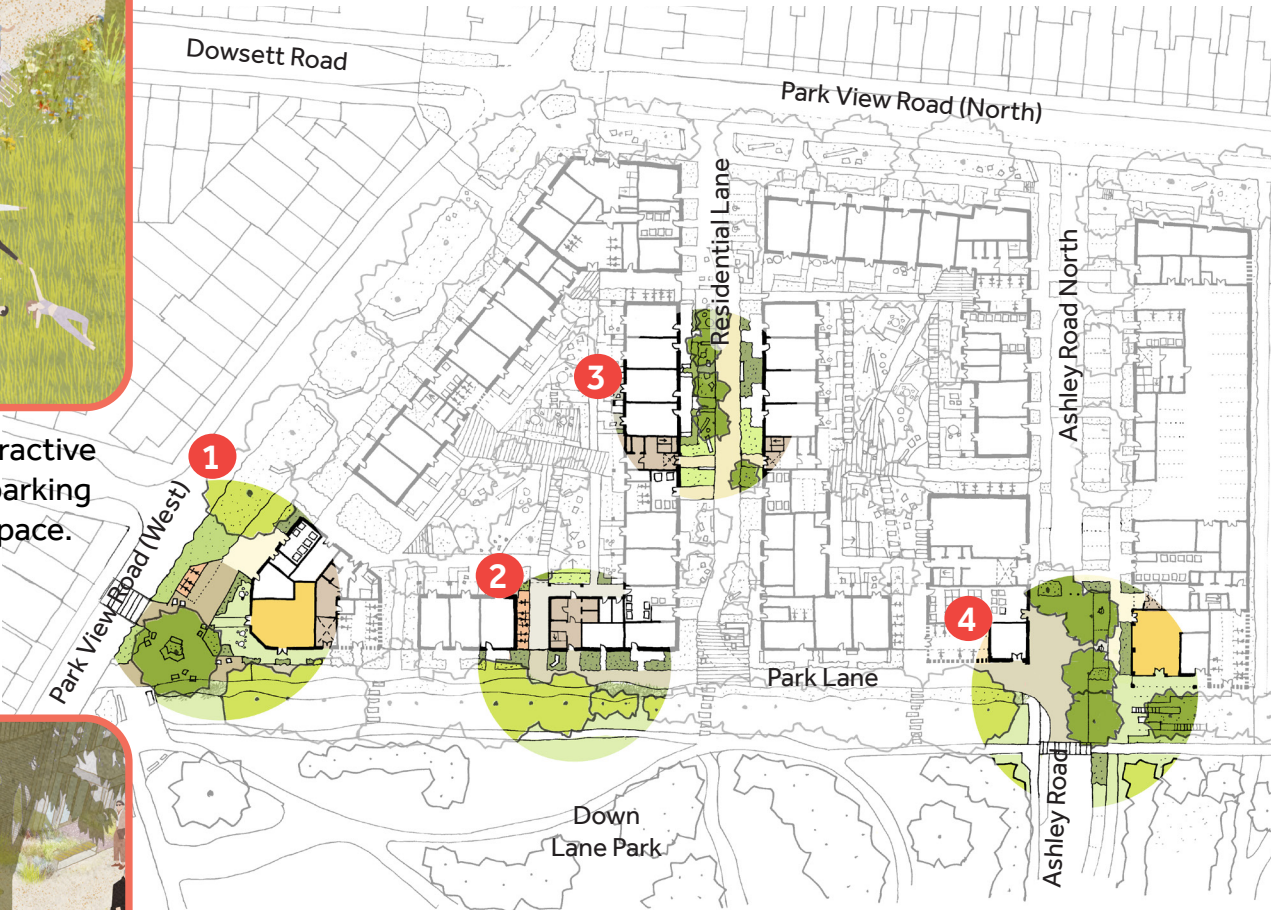 Dowsett Road
Park View Road (North)
Residential Lane
Ashley Road North
3
1
ractive
parking
space.
Park View Road (West)
2
4
Park Lane
Down
Lane Park
Ashley Road